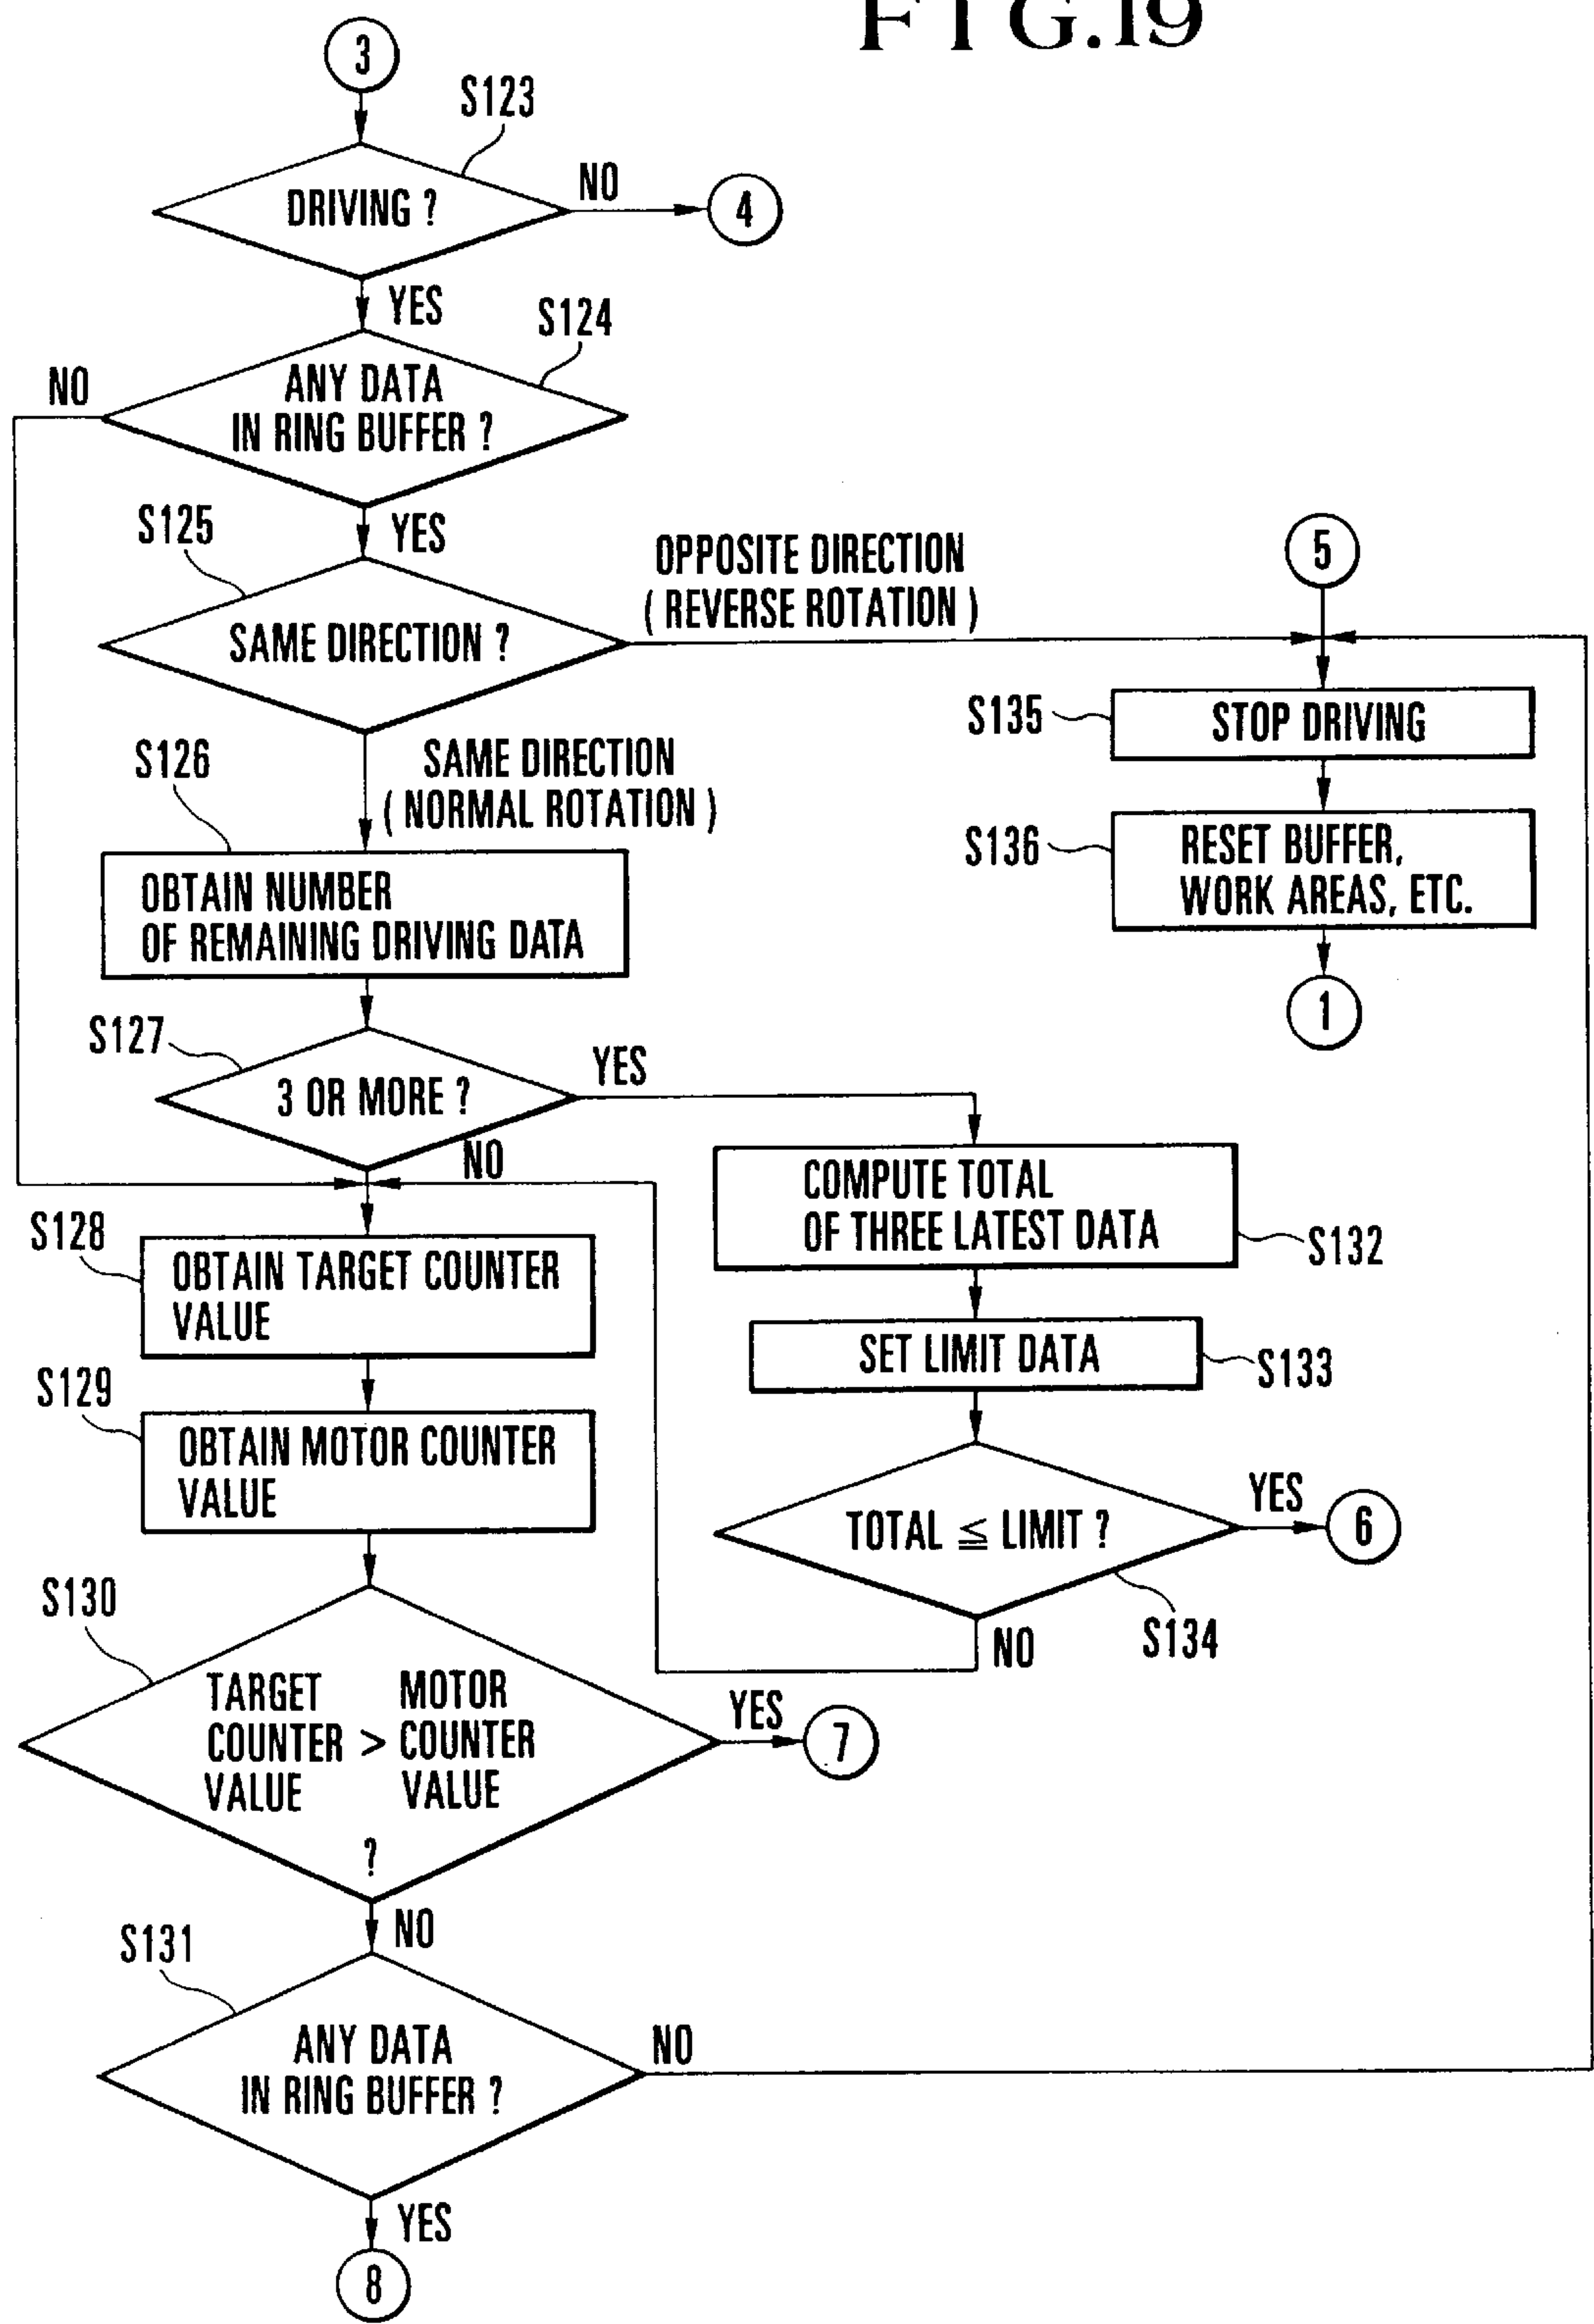 FIG.19
3
S123
DRIVING ?
NO
4
YES
S124
NO
ANY DATA
IN RING BUFFER ?
S125
YES
OPPOSITE DIRECTION
( REVERSE ROTATION )
5
SAME DIRECTION ?
S135
STOP DRIVING
S126
SAME DIRECTION
( NORMAL ROTATION )
S136
RESET BUFFER,
WORK AREAS, ETC.
OBTAIN NUMBER
OF REMAINING DRIVING DATA
1
S127
3 OR MORE ?
YES
NO
COMPUTE TOTAL
OF THREE LATEST DATA
S132
S128
OBTAIN TARGET COUNTER
VALUE
SET LIMIT DATA
S133
S129
OBTAIN MOTOR COUNTER
VALUE
TOTAL ≦ LIMIT ?
YES
6
S134
NO
S130
TARGET MOTOR
COUNTER > COUNTER
VALUE VALUE
?
YES
7
NO
S131
ANY DATA
IN RING BUFFER ?
NO
YES
8